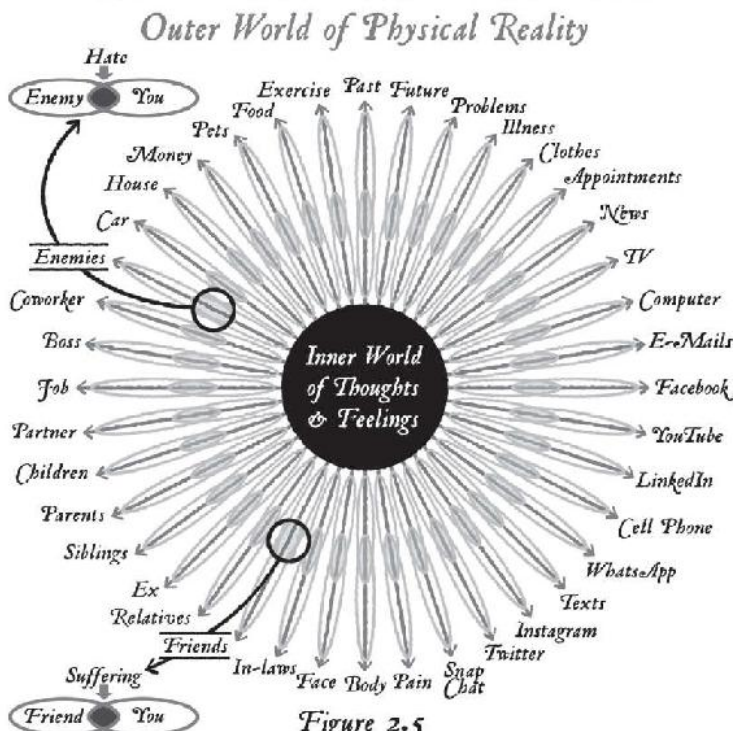 Outer World of Physical Reality
Hate
Enemy You
Past
Future
Problems
Illness
Clothes
Appointments
News
TV
Computer
E-Mails
Facebook
YouTube
LinkedIn
Cell Phone
WhatsApp
Texts
Instagram
Twitter
Snap
Chat
Pain
Body
Face
In-laws
Friends
Relatives
Ex
Siblings
Parents
Children
Partner
Job
Boss
Coworker
Enemies
Car
House
Money
Pets
Food
Exercise
Inner World
of Thoughts
& Feelings
Suffering
Friend You
Figure 2.5